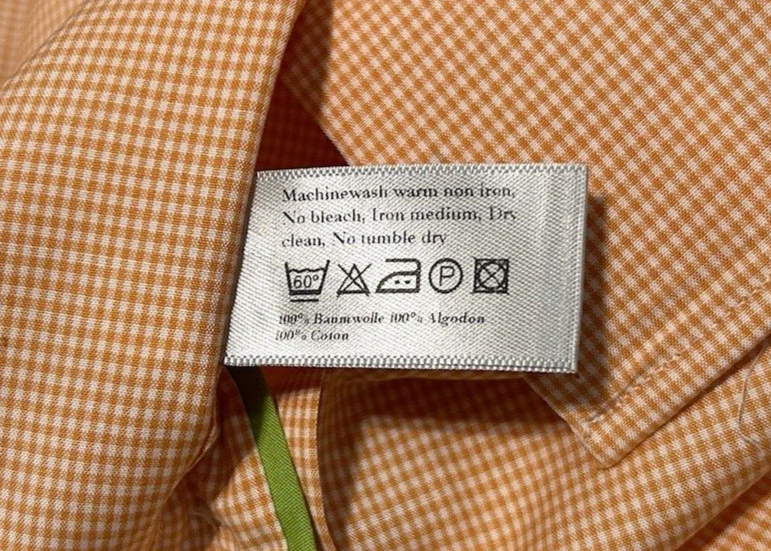 Machinewash warm non iron,
No bleach, Iron medium, Dry
clean, No tumble dry
60° P
100% Baumwolle 100% Algodon
100% Coton